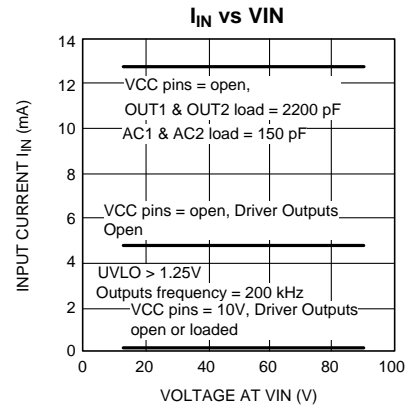 I_IN vs VIN
INPUT CURRENT I_IN (mA)
14
12
10
8
6
4
2
0
VCC pins = open,
OUT1 & OUT2 load = 2200 pF
AC1 & AC2 load = 150 pF
VCC pins = open, Driver Outputs
Open
UVLO > 1.25V
Outputs frequency = 200 kHz
VCC pins = 10V, Driver Outputs
open or loaded
0 20 40 60 80 100
VOLTAGE AT VIN (V)